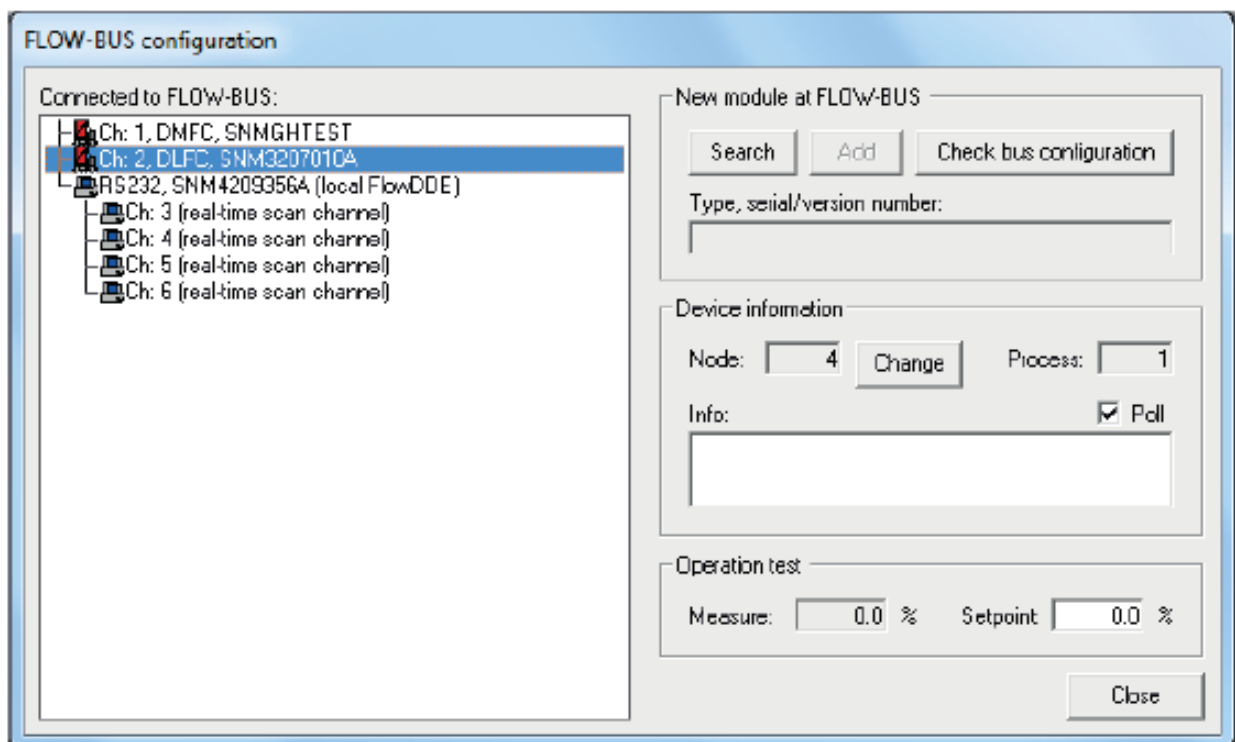 FLOW-BUS configuration
Connected to FLOW-BUS:
Ch: 1, DMFC, SNMGHTEST
Ch: 2, DLFC, SNM3207010A
RS232, SNM4209356A (local FlowDDE)
Ch: 3 (real-time scan channel)
Ch: 4 (real-time scan channel)
Ch: 5 (real-time scan channel)
Ch: 6 (real-time scan channel)
New module at FLOW-BUS
Search Add Check bus configuration
Type, serial/version number:
Device information
Node: 4 Change Process: 1
Info: Poll
Operation test
Measure: 0.0 % Setpoint 0.0 %
Close